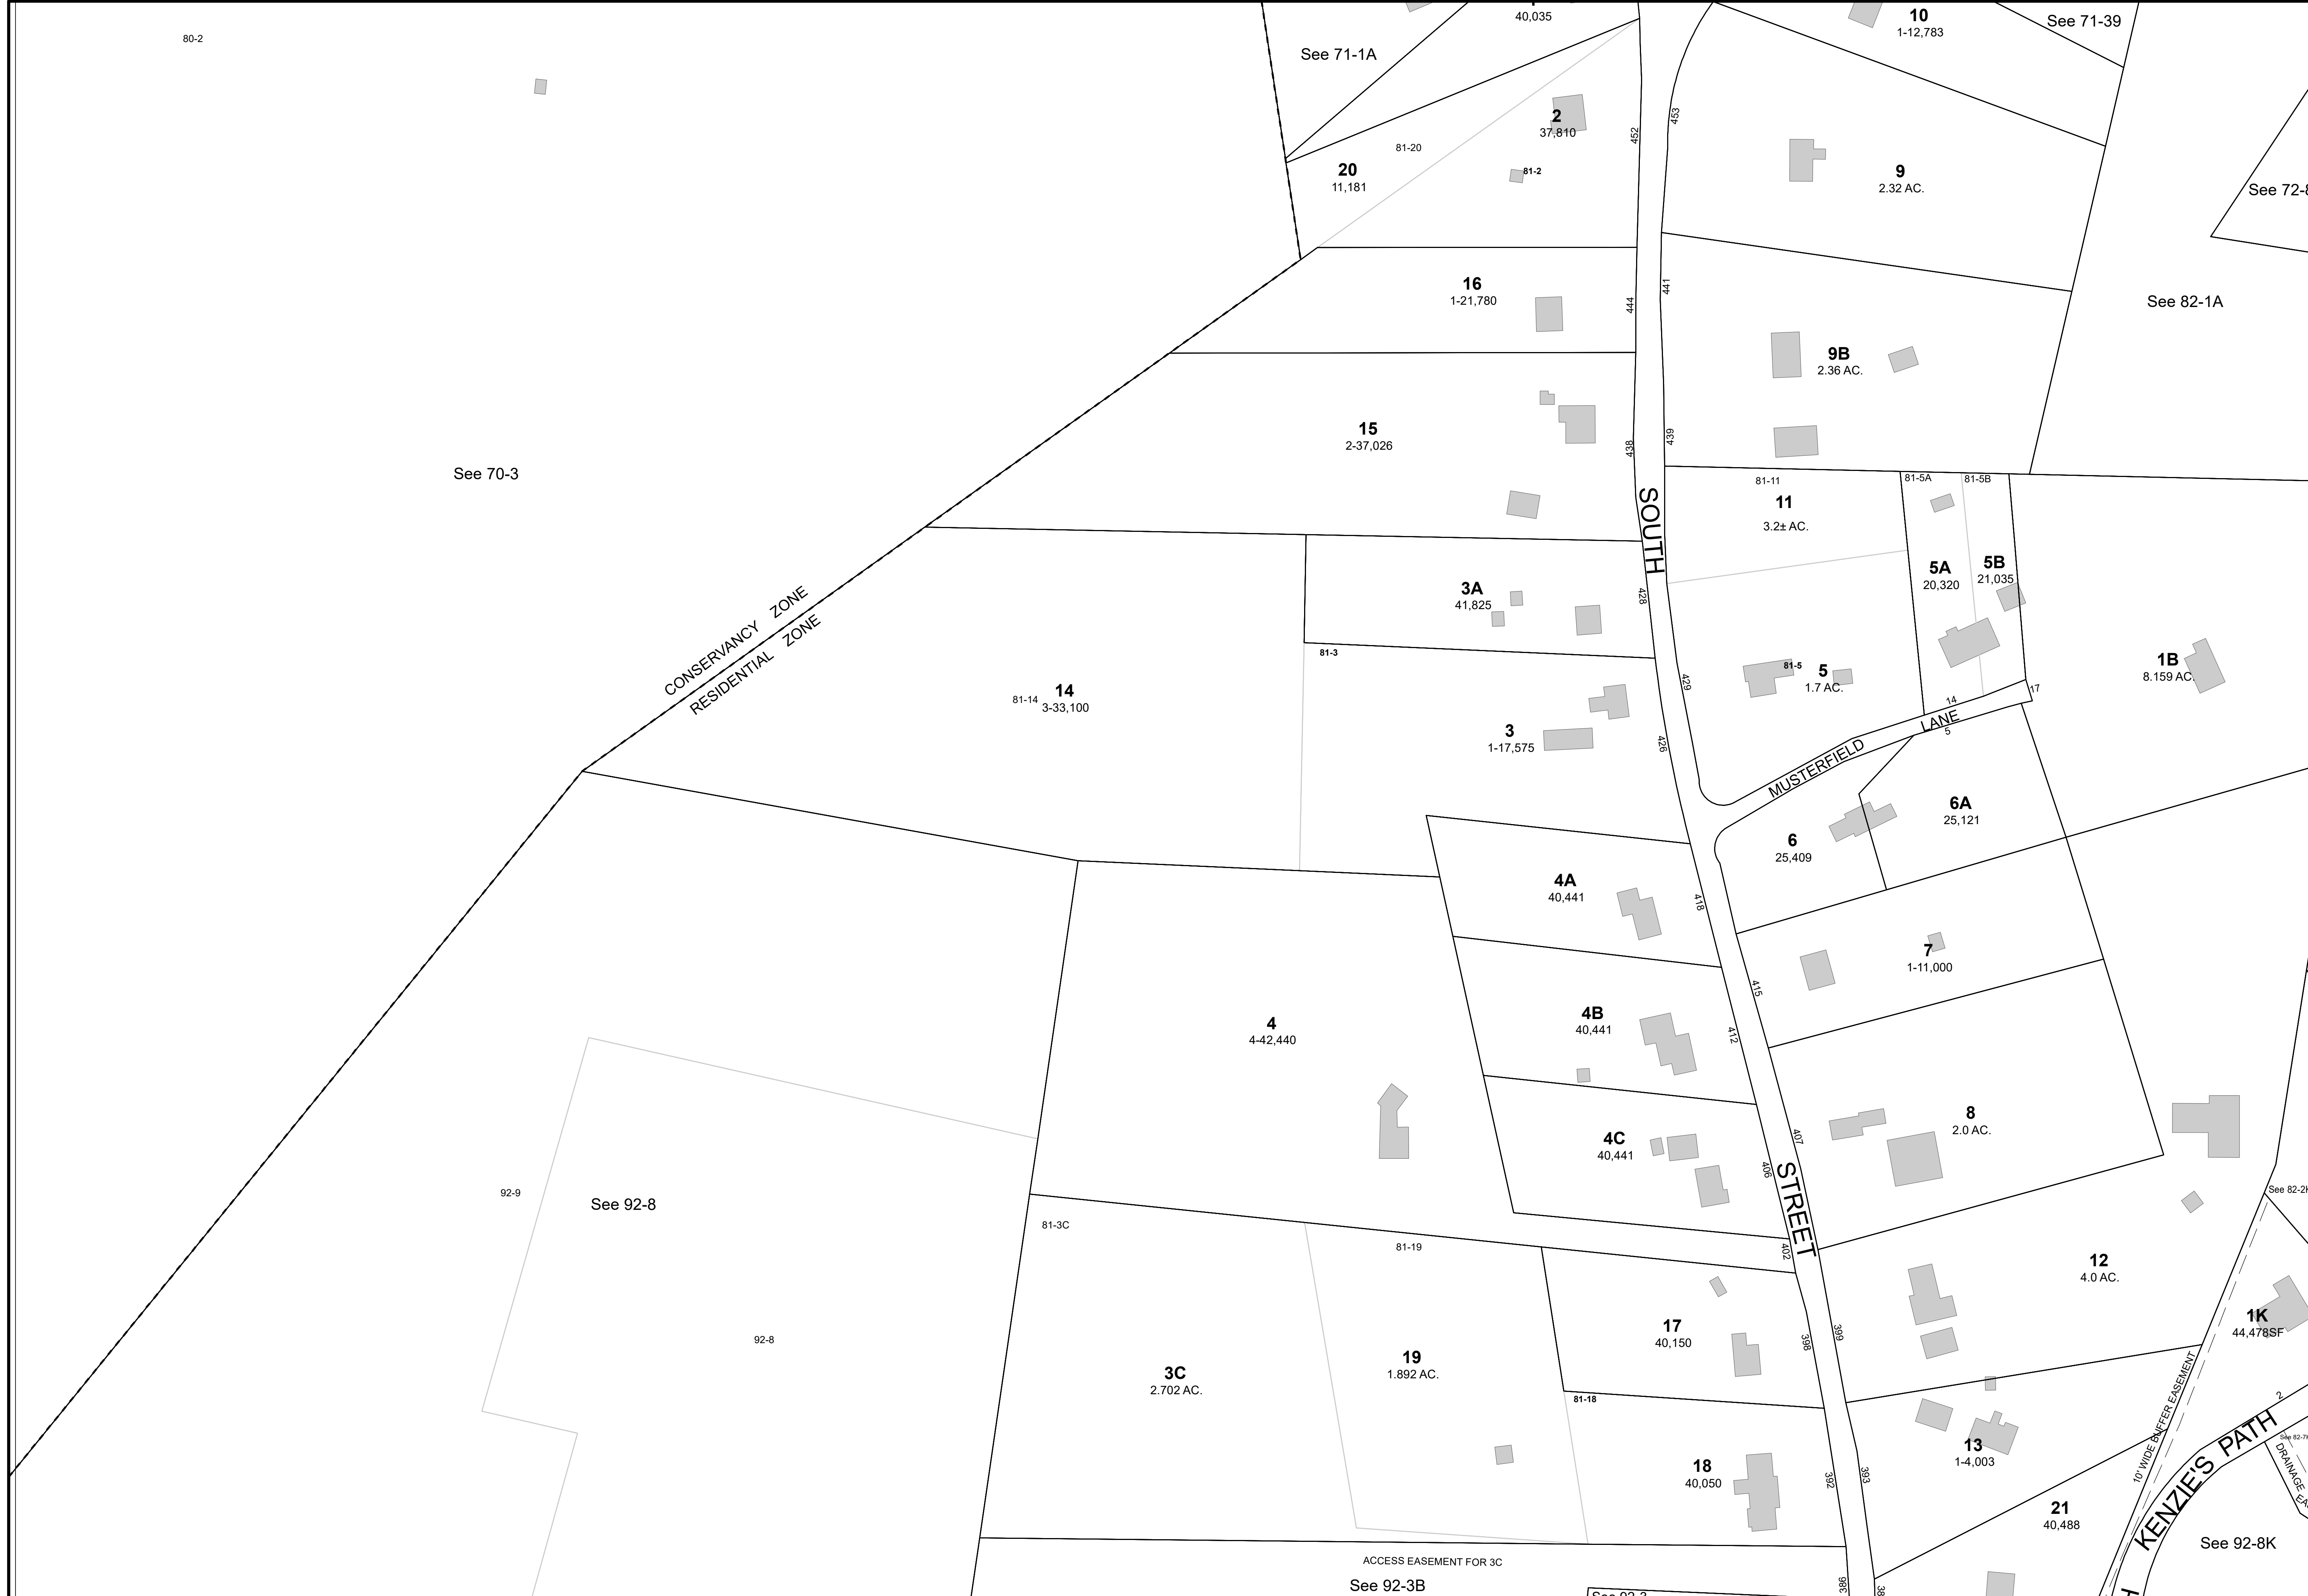 40,035
10
1-12,783
See 71-39
80-2
See 71-1A
453
2
37,810
452
81-20
81-2
20
11,181
9
2.32 AC.
16
1-21,780
444
441
See 82-1A
9B
2.36 AC.
15
2-37,026
438
439
See 70-3
81-11
81-5A
81-5B
11
3.2± AC.
SOUTH
5A
20,320
5B
21,035
3A
41,825
428
CONSERVANCY ZONE
RESIDENTIAL ZONE
81-3
81-5
5
1.7 AC.
1B
8.159 AC.
81-14
14
3-33,100
429
14
17
LANE
5
3
1-17,575
426
MUSTERFIELD
6A
25,121
6
25,409
4A
40,441
418
7
1-11,000
415
4
4-42,440
4B
40,441
412
8
2.0 AC.
407
4C
40,441
406
STREET
92-9
See 92-8
81-3C
81-19
402
12
4.0 AC.
17
40,150
398
399
1K
44,478SF
92-8
3C
2.702 AC.
19
1.892 AC.
81-18
10' WIDE BUFFER EASEMENT
2
KENZIE'S PATH
See 82-7
DRAINAGE
13
1-4,003
18
40,050
392
393
21
40,488
See 92-8K
ACCESS EASEMENT FOR 3C
See 92-3B
386